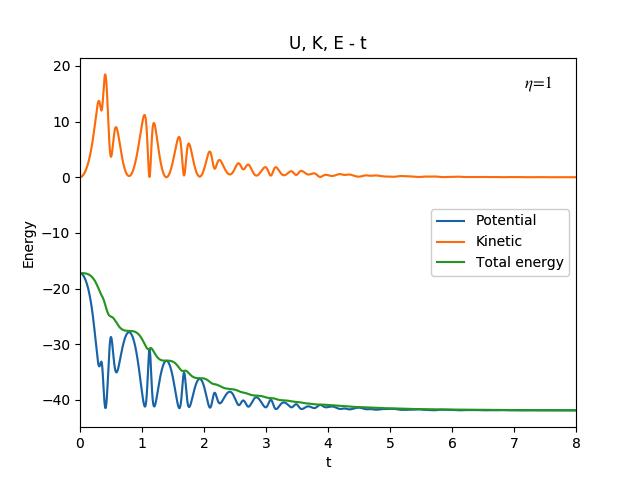 U, K, E - t
η=1
20
10
0
−10
−20
−30
−40
Energy
Potential
Kinetic
Total energy
0 1 2 3 4 5 6 7 8
t